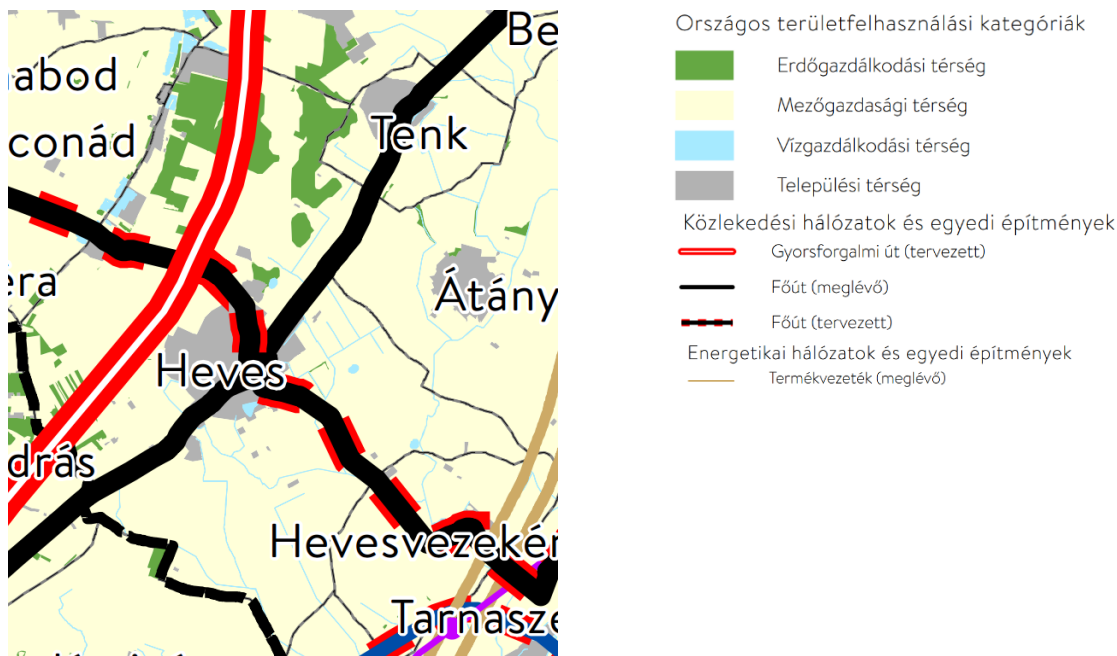 Be
abod
Tenk
conád
éra
Átány
Heves
drás
Hevesvezekén
Tarnasze
Országos területfelhasználási kategóriák
Erdőgazdálkodási térség
Mezőgazdasági térség
Vízgazdálkodási térség
Települési térség
Közlekedési hálózatok és egyedi építmények
Gyorsforgalmi út (tervezett)
Főút (meglévő)
Főút (tervezett)
Energetikai hálózatok és egyedi építmények
Termékvezeték (meglévő)